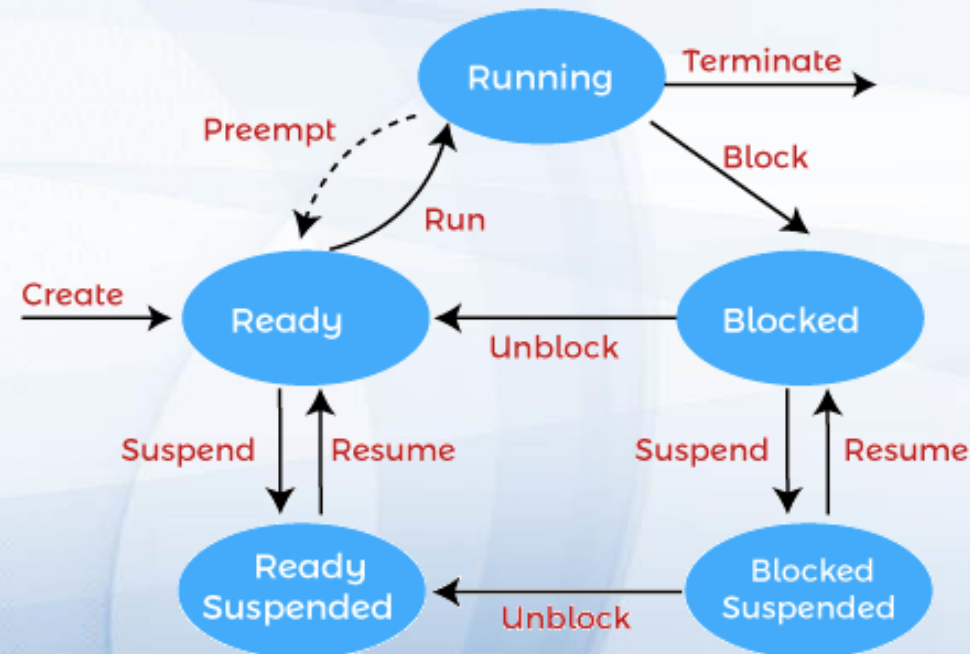 Running
Terminate
Preempt
Block
Run
Create
Ready
Blocked
Unblock
Suspend
Resume
Suspend
Resume
Ready
Suspended
Blocked
Suspended
Unblock